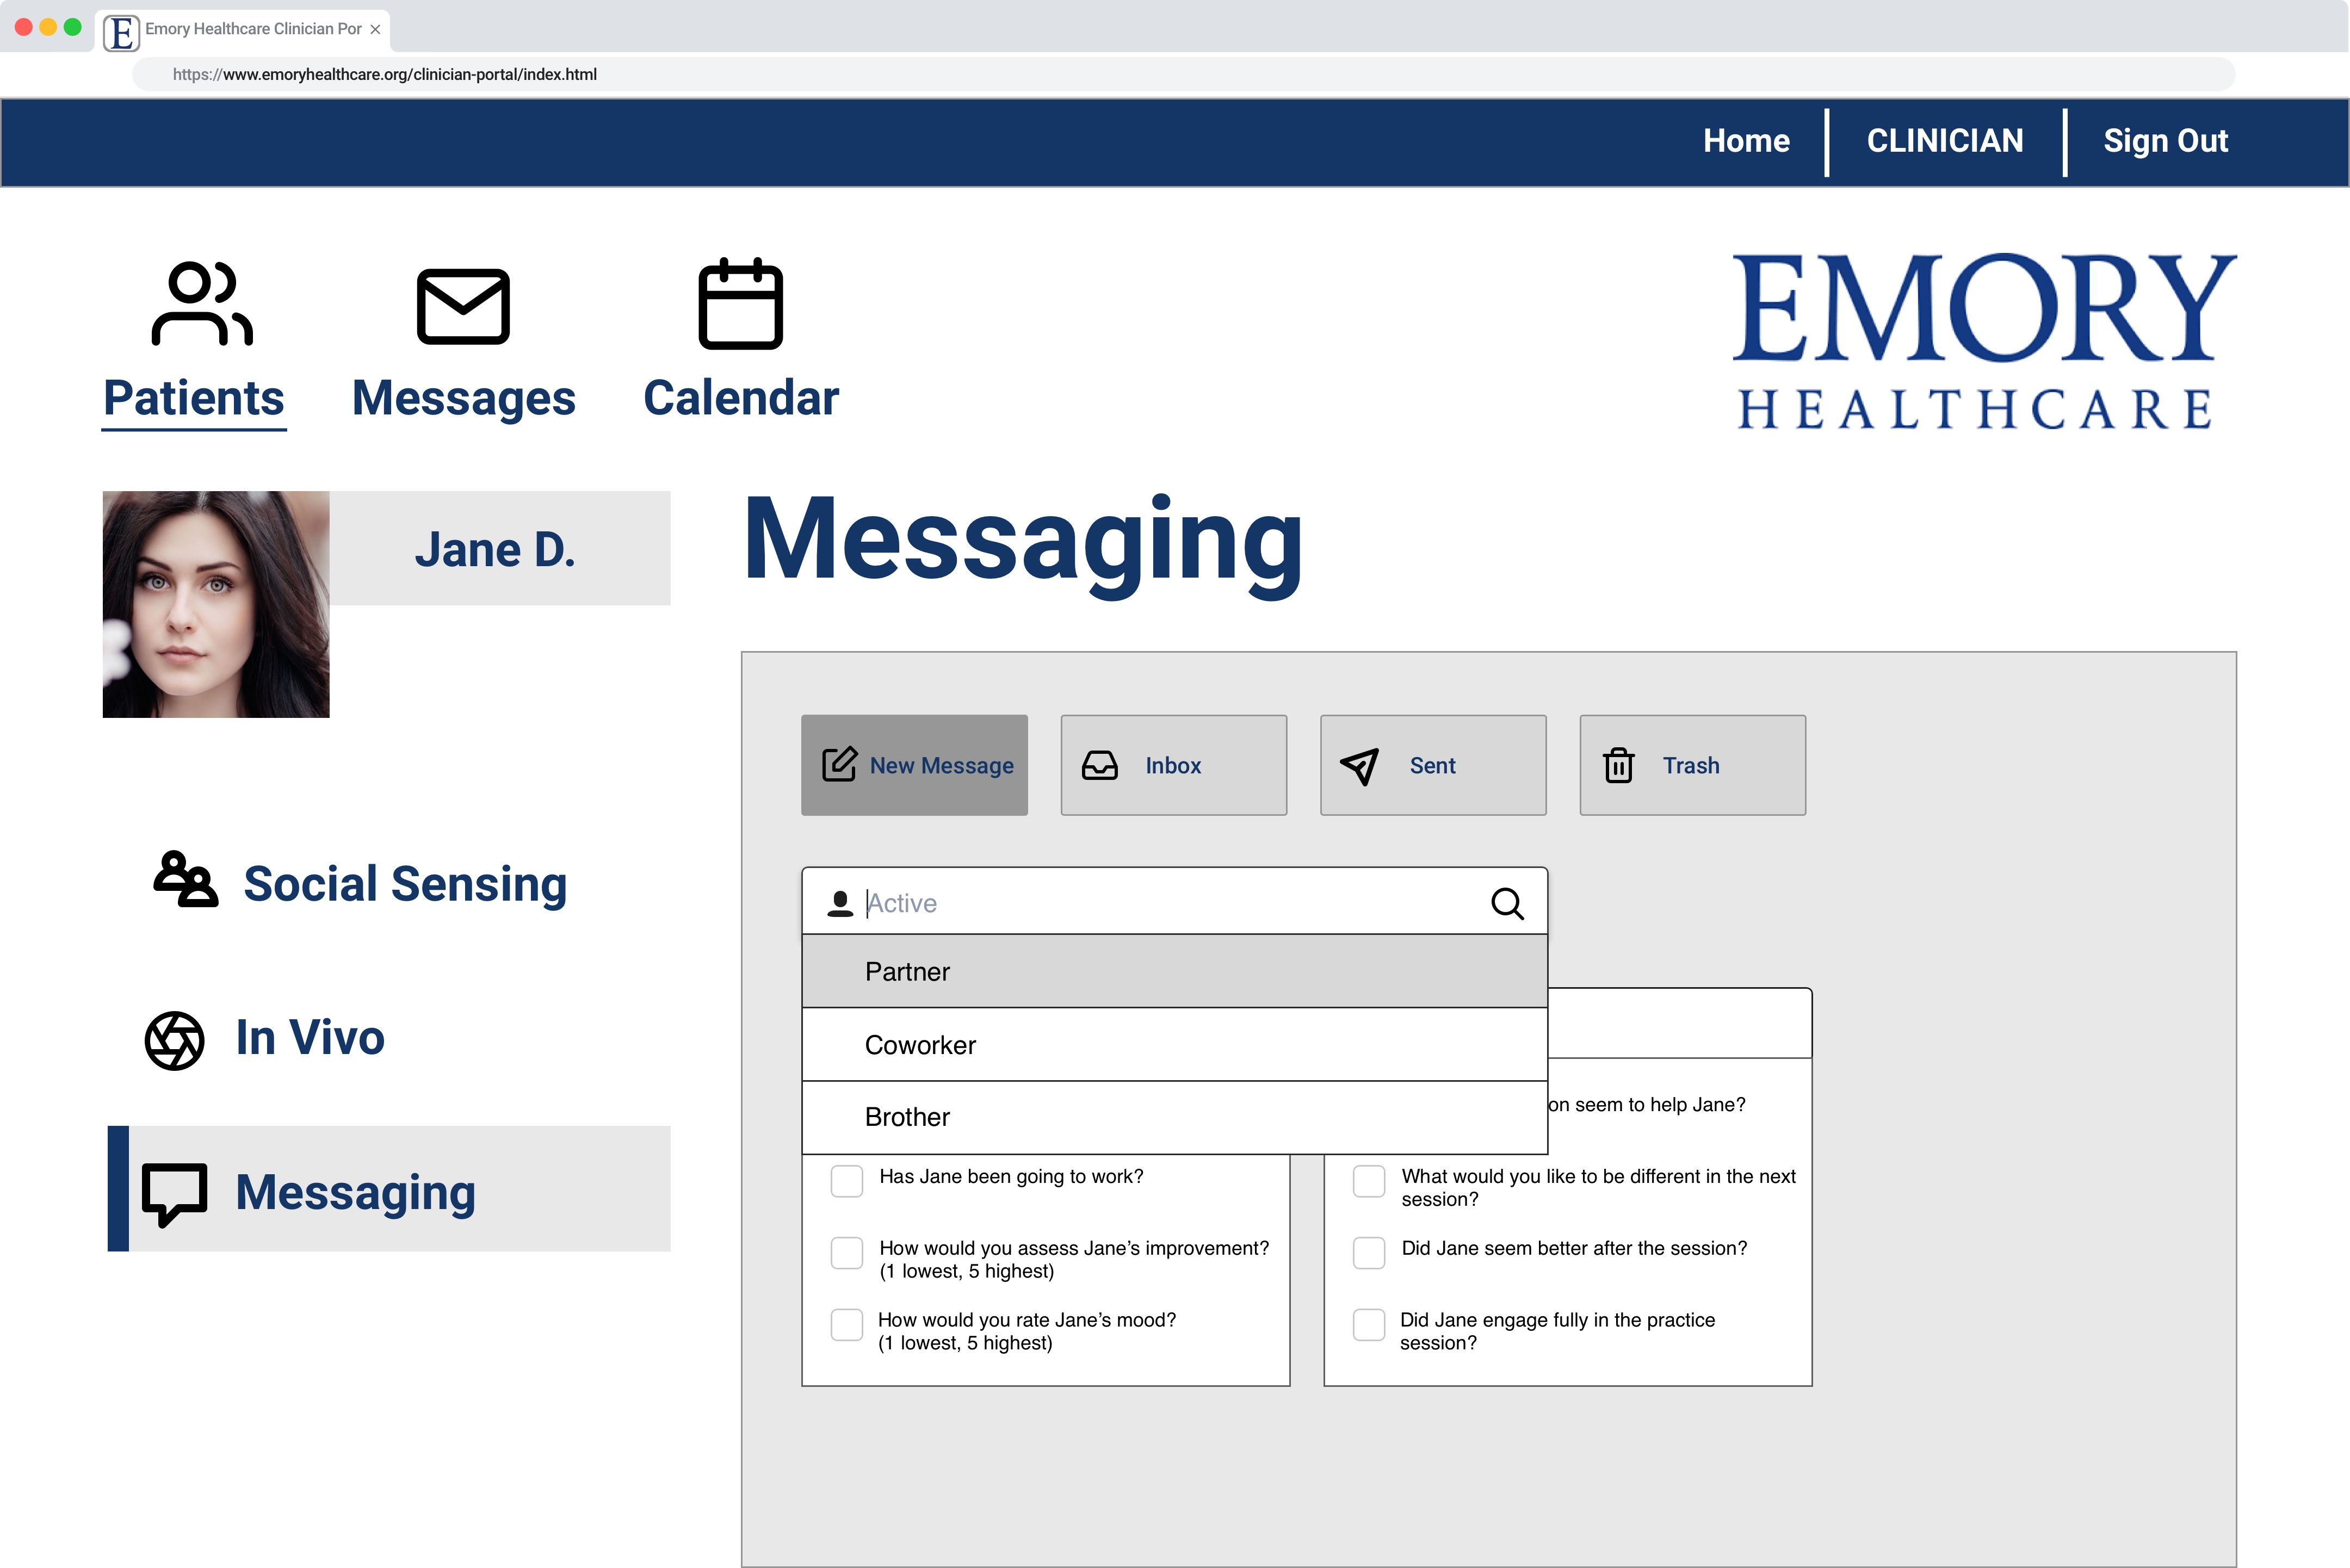 E
Emory Healthcare Clinician Por
https://www.emoryhealthcare.org/clinician-portal/index.html
Home
CLINICIAN
Sign Out
Patients
Messages
Calendar
EMORY
HEALTHCARE
Jane D.
Messaging
New Message
Inbox
Sent
Trash
Social Sensing
In Vivo
Messaging
Active
Partner
Coworker
Brother
on seem to help Jane?
Has Jane been going to work?
How would you assess Jane’s improvement?
(1 lowest, 5 highest)
How would you rate Jane’s mood?
(1 lowest, 5 highest)
What would you like to be different in the next
session?
Did Jane seem better after the session?
Did Jane engage fully in the practice
session?